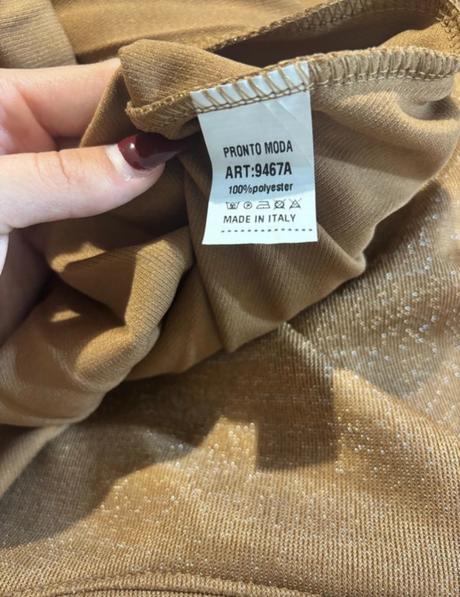 PRONTO MODA
ART:9467A
100%polyester
MADE IN ITALY